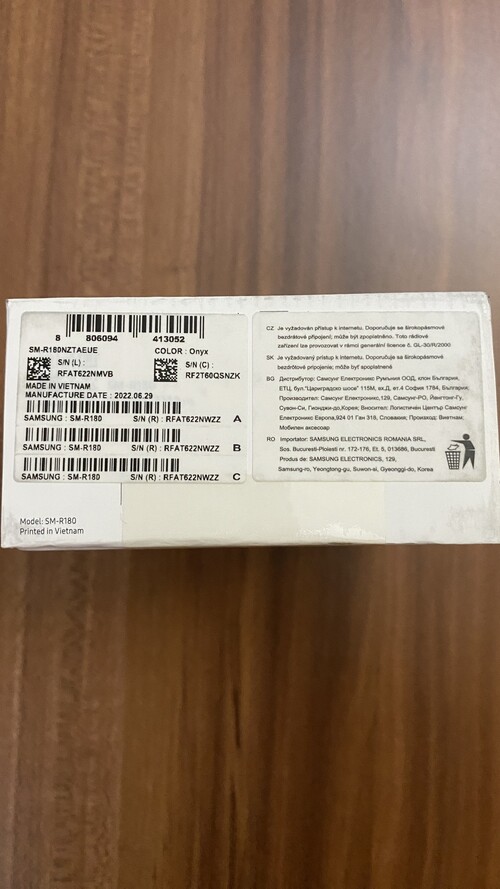 8 806094 413052
SM-R180NZTAEUE COLOR : Onyx
S/N (L) : S/N (C) :
RFAT622NMVB RF2T60QSNZK
MADE IN VIETNAM
MANUFACTURE DATE : 2022.06.29
SAMSUNG : SM-R180 S/N (R) : RFAT622NWZZ A
SAMSUNG : SM-R180 S/N (R) : RFAT622NWZZ B
SAMSUNG : SM-R180 S/N (R) : RFAT622NWZZ C
Model: SM-R180
Printed in Vietnam
CZ Je vyžadován přístup k internetu. Doporučuje se širokopásmové
bezdrátové připojení; může být zpoplatněno. Toto rádiové
zařízení lze provozovat v rámci generální licence č. GL-30/R/2000
SK Je vyžadovaný prístup k internetu. Doporučuje sa širokopásmové
bezdrôtové pripojenie; môže byť spoplatnené
BG Дистрибутор: Самсунг Електроникс Румъния ООД, клон България,
ЕТЦ, бул."Цариградско шосе" 115М, вх.Д, ет.4 София 1784, България;
Производител: Самсунг Електроникс,129, Самсунг-РО, Йенгтонг-Гу,
Сувон-Си, Гионджи-до,Корея; Вносител: Логистичен Център Самсунг
Електроникс Европа,924 01 Ган 318, Словакия; Произход: Виетнам;
Мобилен аксесоар
RO Importator: SAMSUNG ELECTRONICS ROMANIA SRL,
Sos. Bucuresti-Ploiesti nr. 172-176, Et. 5, 013686, Bucuresti
Produs de: SAMSUNG ELECTRONICS, 129,
Samsung-ro, Yeongtong-gu, Suwon-si, Gyeonggi-do, Korea